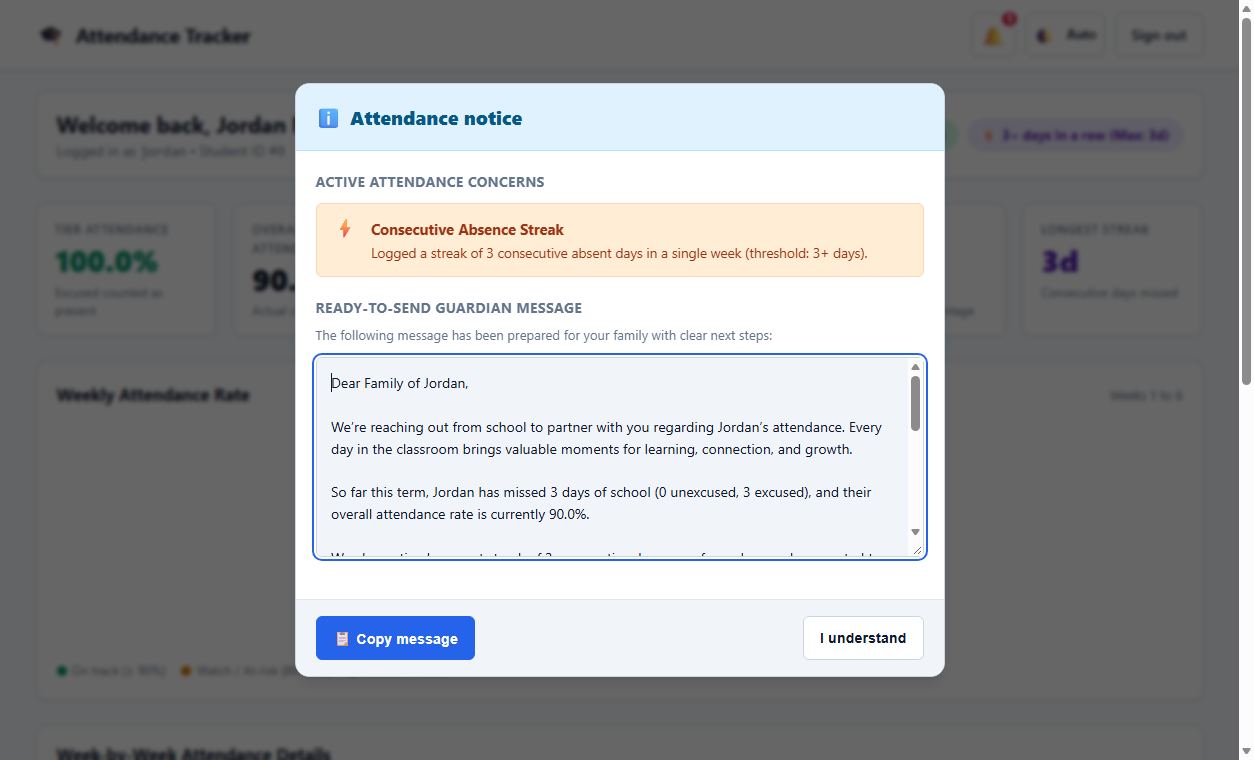 Attendance Tracker
Auto
Sign out
Welcome back, Jordan
Logged in as Jordan • Student ID #5
3+ days in a row (Max: 3d)
Attendance notice
ACTIVE ATTENDANCE CONCERNS
Consecutive Absence Streak
Logged a streak of 3 consecutive absent days in a single week (threshold: 3+ days).
READY-TO-SEND GUARDIAN MESSAGE
The following message has been prepared for your family with clear next steps:
Dear Family of Jordan,
We’re reaching out from school to partner with you regarding Jordan’s attendance. Every
day in the classroom brings valuable moments for learning, connection, and growth.
So far this term, Jordan has missed 3 days of school (0 unexcused, 3 excused), and their
overall attendance rate is currently 90.0%.
Copy message
I understand
TIER ATTENDANCE
100.0%
Excused counted as
present
90.
LONGEST STREAK
3d
Consecutive days missed
Weekly Attendance Rate
Weeks 1 to 6
Week-by-Week Attendance Details